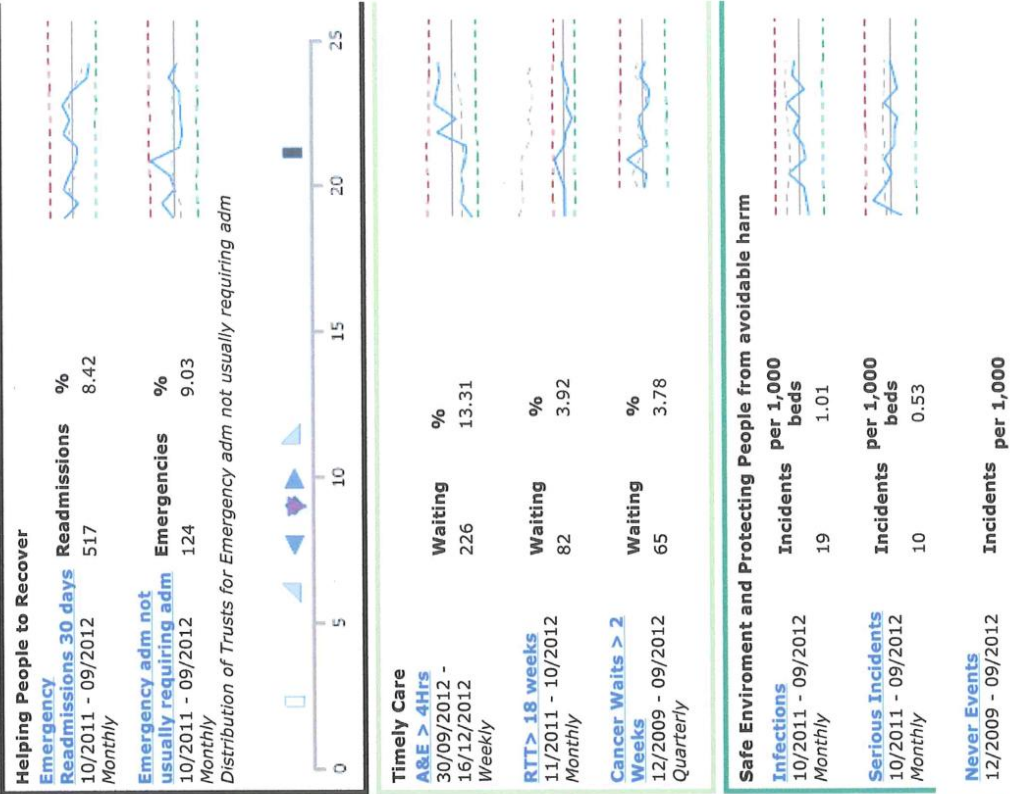 Helping People to Recover
Emergency
Readmissions 30 days Readmissions %
10/2011 - 09/2012 517 8.42
Monthly
Emergency adm not
usually requiring adm Emergencies %
10/2011 - 09/2012 124 9.03
Monthly
Distribution of Trusts for Emergency adm not usually requiring adm
0 5 10 15 20 25
Timely Care
A&E > 4Hrs Waiting %
30/09/2012 - 226 13.31
16/12/2012
Weekly
RTT> 18 weeks Waiting %
11/2011 - 10/2012 82 3.92
Monthly
Cancer Waits > 2
Weeks Waiting %
12/2009 - 09/2012 65 3.78
Quarterly
Safe Enviroment and Protecting People from avoidable harm
Infections Incidents per 1,000
beds
10/2011 - 09/2012 19 1.01
Monthly
Serious Incidents Incidents per 1,000
beds
10/2011 - 09/2012 10 0.53
Monthly
Never Events Incidents per 1,000
12/2009 - 09/2012